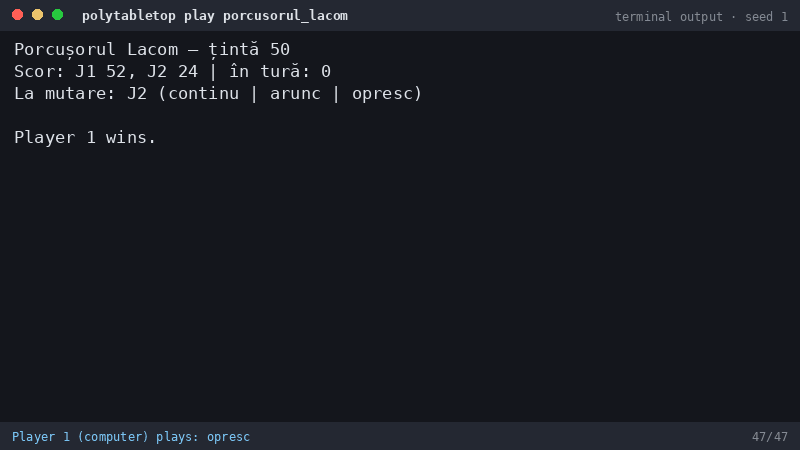 polytabletop play porcusorul_lacom
terminal output · seed 1
Porcușorul Lacom — țintă 50
Scor: J1 52, J2 24 | în tură: 0
La mutare: J2 (continu | arunc | opresc)
Player 1 wins.
Player 1 (computer) plays: opresc
47/47